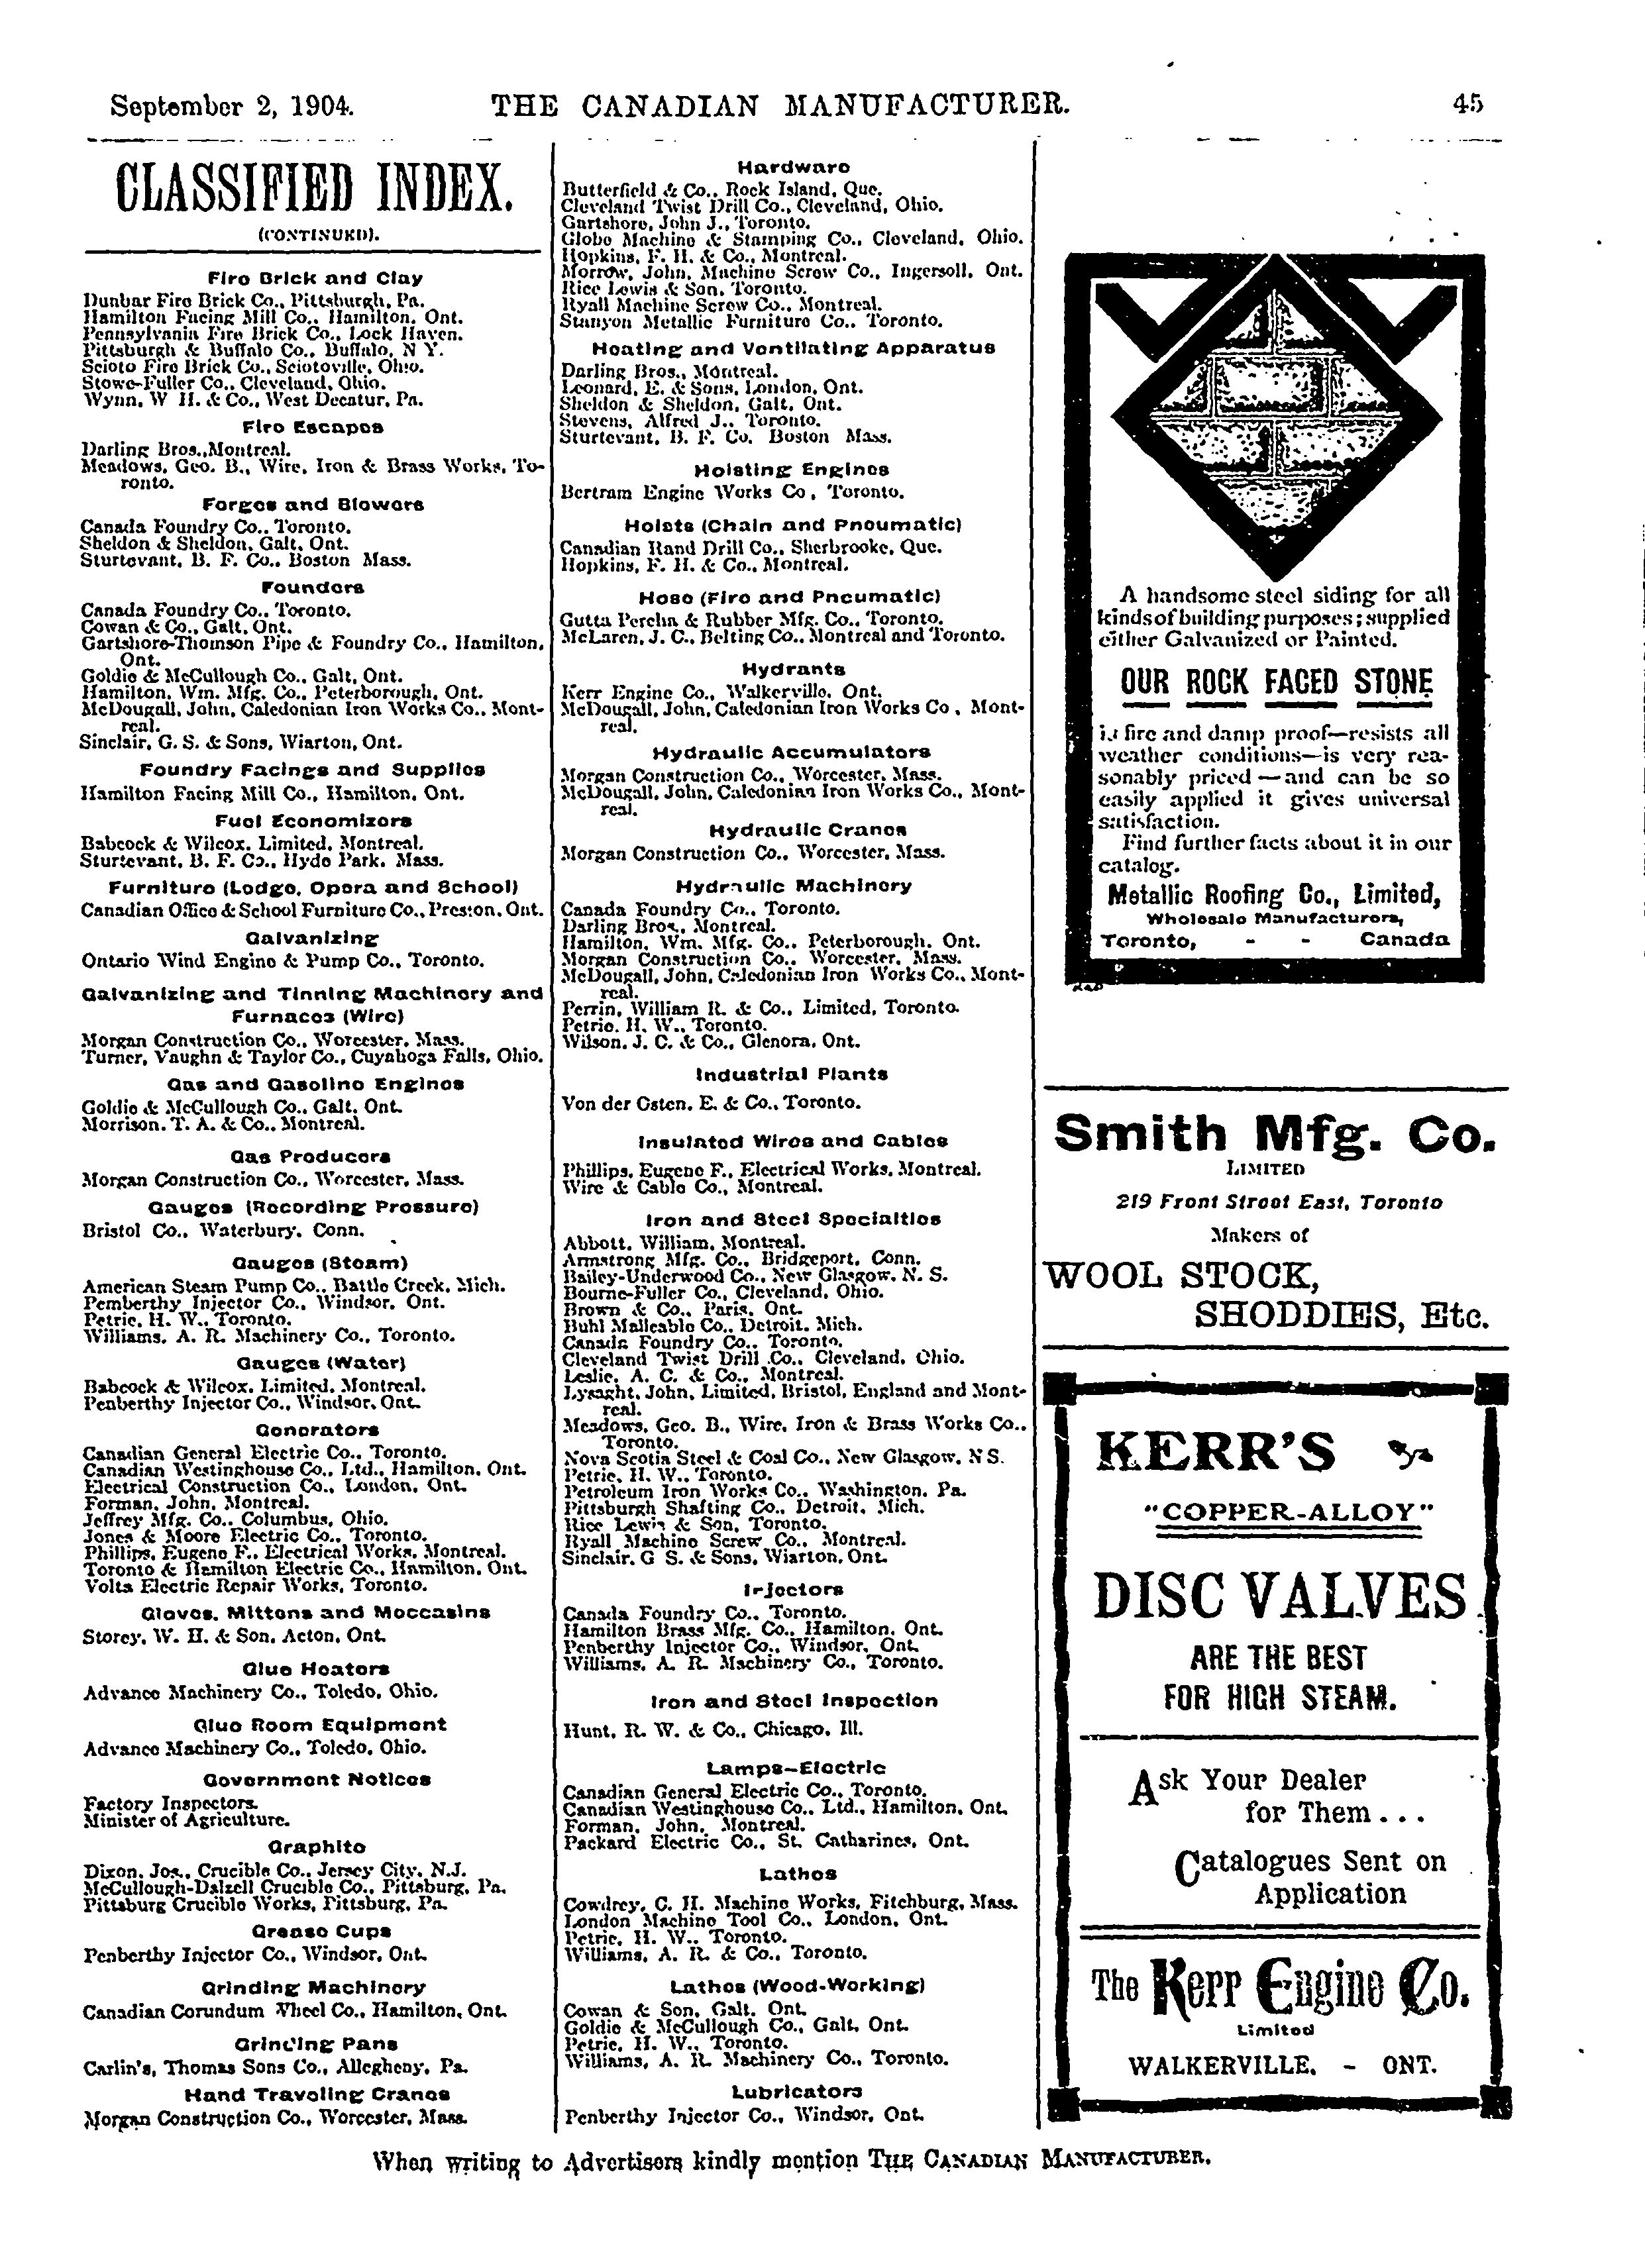 September 2, 1904.
THE CANADIAN MANUFACTURER.
45
CLASSIFIED INDEX.
(CONTINUED).
Fire Brick and Clay
Dunbar Fire Brick Co., Pittsburgh, Pa.
Hamilton Facing Mill Co., Hamilton, Ont.
Pennsylvania Fire Brick Co., Lock Haven.
Pittsburgh & Buffalo Co., Buffalo, N Y.
Scioto Fire Brick Co., Sciotoville, Ohio.
Stowe-Fuller Co., Cleveland, Ohio.
Wynn, W H. & Co., West Decatur, Pa.
Fire Escapes
Darling Bros.,Montreal.
Meadows, Geo. B., Wire, Iron & Brass Works, To-
ronto.
Forges and Blowers
Canada Foundry Co., Toronto.
Sheldon & Sheldon, Galt, Ont.
Sturtevant, B. F. Co., Boston Mass.
Founders
Canada Foundry Co., Toronto.
Cowan & Co., Galt, Ont.
Gartshore-Thomson Pipe & Foundry Co., Hamilton,
Ont.
Goldie & McCullough Co., Galt, Ont.
Hamilton, Wm. Mfg. Co., Peterborough, Ont.
McDougall, John, Caledonian Iron Works Co., Mont-
real.
Sinclair, G. S. & Sons, Wiarton, Ont.
Foundry Facings and Supplies
Hamilton Facing Mill Co., Hamilton, Ont.
Fuel Economizers
Babcock & Wilcox, Limited, Montreal.
Sturtevant, B. F. Co., Hyde Park, Mass.
Furniture (Lodge, Opera and School)
Canadian Office & School Furniture Co., Preston, Ont.
Galvanizing
Ontario Wind Engine & Pump Co., Toronto.
Galvanizing and Tinning Machinery and
Furnaces (Wire)
Morgan Construction Co., Worcester, Mass.
Turner, Vaughn & Taylor Co., Cuyahoga Falls, Ohio.
Gas and Gasoline Engines
Goldie & McCullough Co., Galt, Ont.
Morrison, T. A. & Co., Montreal.
Gas Producers
Morgan Construction Co., Worcester, Mass.
Gauges (Recording Pressure)
Bristol Co., Waterbury, Conn.
Gauges (Steam)
American Steam Pump Co., Battle Creek, Mich.
Pemberthy Injector Co., Windsor, Ont.
Petrie, H. W., Toronto.
Williams, A. R. Machinery Co., Toronto.
Gauges (Water)
Babcock & Wilcox, Limited, Montreal.
Penberthy Injector Co., Windsor, Ont.
Generators
Canadian General Electric Co., Toronto.
Canadian Westinghouse Co., Ltd., Hamilton, Ont.
Electrical Construction Co., London, Ont.
Forman, John, Montreal.
Jeffrey Mfg. Co., Columbus, Ohio.
Jones & Moore Electric Co., Toronto.
Phillips, Eugene F., Electrical Works, Montreal.
Toronto & Hamilton Electric Co., Hamilton, Ont.
Volta Electric Repair Works, Toronto.
Gloves, Mittens and Moccasins
Storey, W. H. & Son, Acton, Ont.
Glue Heaters
Advance Machinery Co., Toledo, Ohio.
Glue Room Equipment
Advance Machinery Co., Toledo, Ohio.
Government Notices
Factory Inspectors.
Minister of Agriculture.
Graphite
Dixon, Jos., Crucible Co., Jersey City, N.J.
McCullough-Dalzell Crucible Co., Pittsburg, Pa.
Pittsburg Crucible Works, Pittsburg, Pa.
Grease Cups
Penberthy Injector Co., Windsor, Ont.
Grinding Machinery
Canadian Corundum Wheel Co., Hamilton, Ont.
Grinding Pans
Carlin's, Thomas Sons Co., Allegheny, Pa.
Hand Traveling Cranes
Morgan Construction Co., Worcester, Mass.
Hardware
Butterfield & Co., Rock Island, Que.
Cleveland Twist Drill Co., Cleveland, Ohio.
Gartshore, John J., Toronto.
Globe Machine & Stamping Co., Cleveland, Ohio.
Hopkins, F. H. & Co., Montreal.
Morrow, John, Machine Screw Co., Ingersoll, Ont.
Rice Lewis & Son, Toronto.
Ryall Machine Screw Co., Montreal.
Stanyon Metallic Furniture Co., Toronto.
Heating and Ventilating Apparatus
Darling Bros., Montreal.
Leonard, E. & Sons, London, Ont.
Sheldon & Sheldon, Galt, Ont.
Stevens, Alfred J., Toronto.
Sturtevant, B. F. Co. Boston Mass.
Hoisting Engines
Bertram Engine Works Co, Toronto.
Hoists (Chain and Pneumatic)
Canadian Rand Drill Co., Sherbrooke, Que.
Hopkins, F. H. & Co., Montreal.
Hose (Fire and Pneumatic)
Gutta Percha & Rubber Mfg. Co., Toronto.
McLaren, J. C., Belting Co., Montreal and Toronto.
Hydrants
Kerr Engine Co., Walkerville, Ont.
McDougall, John, Caledonian Iron Works Co, Mont-
real.
Hydraulic Accumulators
Morgan Construction Co., Worcester, Mass.
McDougall, John, Caledonian Iron Works Co., Mont-
real.
Hydraulic Cranes
Morgan Construction Co., Worcester, Mass.
Hydraulic Machinery
Canada Foundry Co., Toronto.
Darling Bros., Montreal.
Hamilton, Wm. Mfg. Co., Peterborough, Ont.
Morgan Construction Co., Worcester, Mass.
McDougall, John, Caledonian Iron Works Co., Mont-
real.
Perrin, William R. & Co., Limited, Toronto.
Petrie, H. W., Toronto.
Wilson, J. C. & Co., Glenora, Ont.
Industrial Plants
Von der Osten, E. & Co., Toronto.
Insulated Wires and Cables
Phillips, Eugene F., Electrical Works, Montreal.
Wire & Cable Co., Montreal.
Iron and Steel Specialties
Abbott, William, Montreal.
Armstrong Mfg. Co., Bridgeport, Conn.
Bailey-Underwood Co., New Glasgow, N. S.
Bourne-Fuller Co., Cleveland, Ohio.
Brown & Co., Paris, Ont.
Buhl Malleable Co., Detroit, Mich.
Canada Foundry Co., Toronto.
Cleveland Twist Drill Co., Cleveland, Ohio.
Leslie, A. C. & Co., Montreal.
Lysaght, John, Limited, Bristol, England and Mont-
real.
Meadows, Geo. B., Wire, Iron & Brass Works Co.,
Toronto.
Nova Scotia Steel & Coal Co., New Glasgow, N S.
Petrie, H. W., Toronto.
Petroleum Iron Works Co., Washington, Pa.
Pittsburgh Shafting Co., Detroit, Mich.
Rice Lewis & Son, Toronto.
Ryall Machine Screw Co., Montreal.
Sinclair, G S. & Sons, Wiarton, Ont.
Injectors
Canada Foundry Co., Toronto.
Hamilton Brass Mfg. Co., Hamilton, Ont.
Penberthy Injector Co., Windsor, Ont.
Williams, A. R. Machinery Co., Toronto.
Iron and Steel Inspection
Hunt, R. W. & Co., Chicago, Ill.
Lamps—Electric
Canadian General Electric Co., Toronto.
Canadian Westinghouse Co., Ltd., Hamilton, Ont.
Forman, John, Montreal.
Packard Electric Co., St. Catharines, Ont.
Lathes
Cowdrey, C. H. Machine Works, Fitchburg, Mass.
London Machine Tool Co., London, Ont.
Petrie, H. W., Toronto.
Williams, A. R. & Co., Toronto.
Lathes (Wood-Working)
Cowan & Son, Galt, Ont.
Goldie & McCullough Co., Galt, Ont.
Petrie, H. W., Toronto.
Williams, A. R. Machinery Co., Toronto.
Lubricators
Penberthy Injector Co., Windsor, Ont.
A handsome steel siding for all
kinds of building purposes; supplied
either Galvanized or Painted.
OUR ROCK FACED STONE
is fire and damp proof—resists all
weather conditions—is very rea-
sonably priced—and can be so
easily applied it gives universal
satisfaction.
Find further facts about it in our
catalog.
Metallic Roofing Co., Limited,
Wholesale Manufacturers,
Toronto, - - Canada
Smith Mfg. Co.
LIMITED
219 Front Street East, Toronto
Makers of
WOOL STOCK,
SHODDIES, Etc.
KERR'S
"COPPER-ALLOY"
DISC VALVES
ARE THE BEST
FOR HIGH STEAM.
Ask Your Dealer
for Them...
Catalogues Sent on
Application
The Kerr Engine Co.
Limited
WALKERVILLE, - ONT.
When writing to Advertisers kindly mention THE CANADIAN MANUFACTURER.